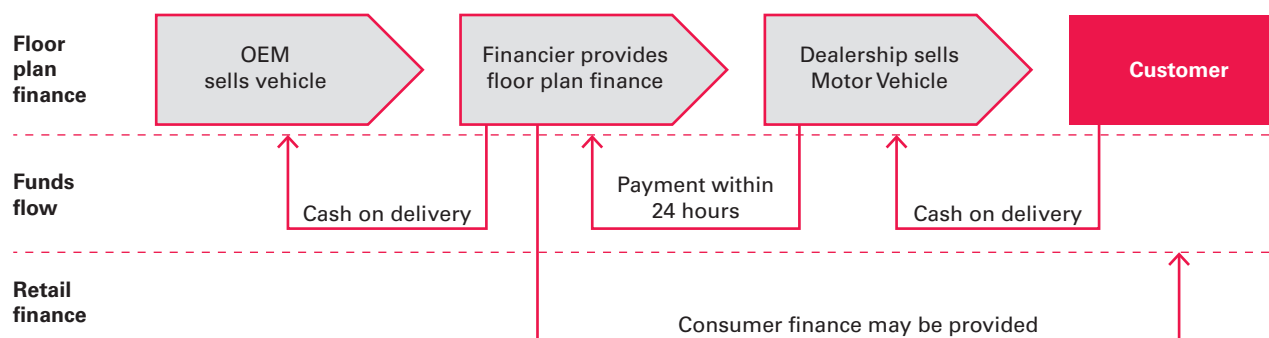 Floor
plan
finance
OEM
sells vehicle
Financier provides
floor plan finance
Dealership sells
Motor Vehicle
Customer
Funds
flow
Cash on delivery
Payment within
24 hours
Cash on delivery
Retail
finance
Consumer finance may be provided